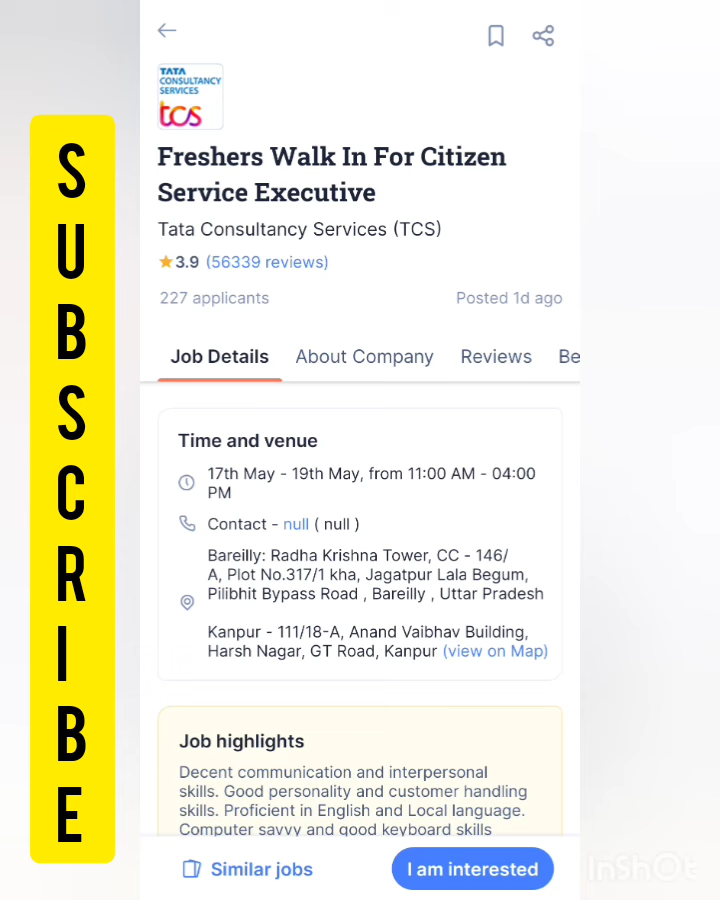 SUBSCRIBE
TATA
CONSULTANCY
SERVICES
tcs
Freshers Walk In For Citizen
Service Executive
Tata Consultancy Services (TCS)
3.9 (56339 reviews)
227 applicants Posted 1d ago
Job Details About Company Reviews Be
Time and venue
17th May - 19th May, from 11:00 AM - 04:00
PM
Contact - null ( null )
Bareilly: Radha Krishna Tower, CC - 146/
A, Plot No.317/1 kha, Jagatpur Lala Begum,
Pilibhit Bypass Road , Bareilly , Uttar Pradesh
Kanpur - 111/18-A, Anand Vaibhav Building,
Harsh Nagar, GT Road, Kanpur (view on Map)
Job highlights
Decent communication and interpersonal
skills. Good personality and customer handling
skills. Proficient in English and Local language.
Computer savvy and good keyboard skills
Similar jobs I am interested
InShOt